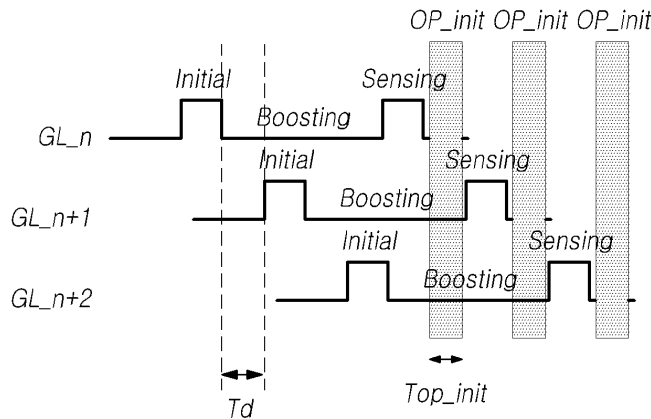 OP_init OP_init OP_init
Initial Sensing
GL_n Boosting
Initial Sensing
GL_n+1 Boosting
Initial Sensing
GL_n+2 Boosting
Td Top_init